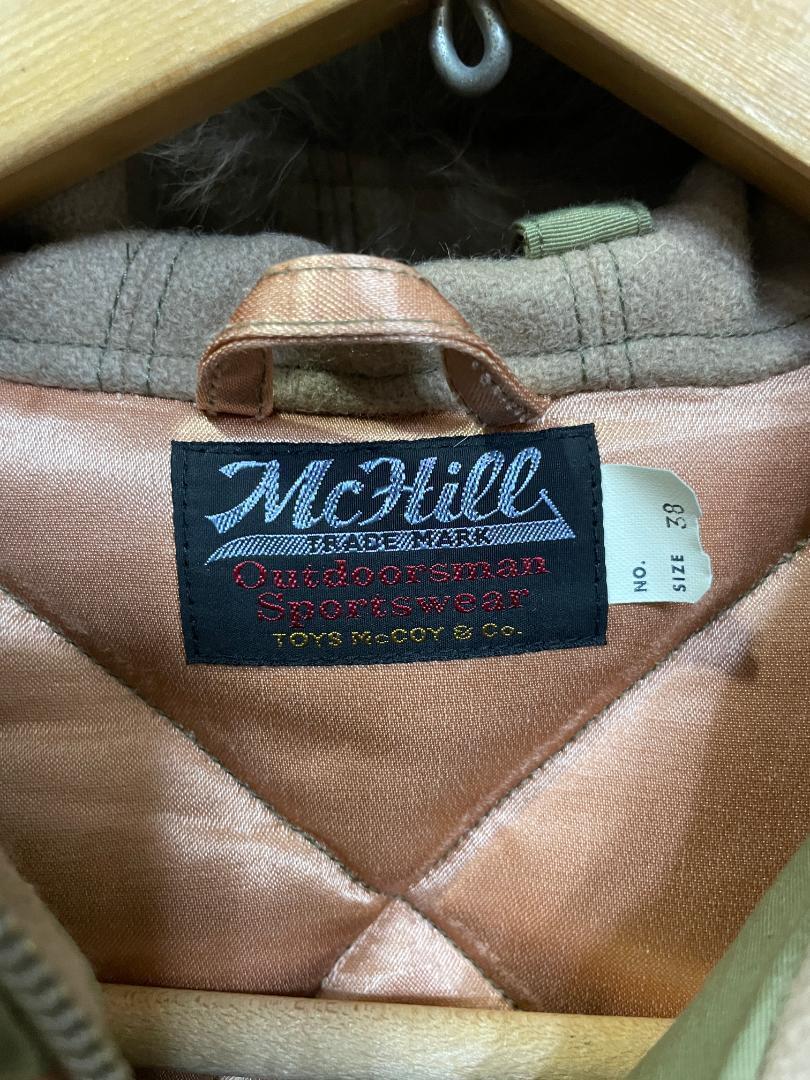 McHill
TRADE MARK
Outdoorsman
Sportswear
TOYS McCOY & Co.
NO.
SIZE 38